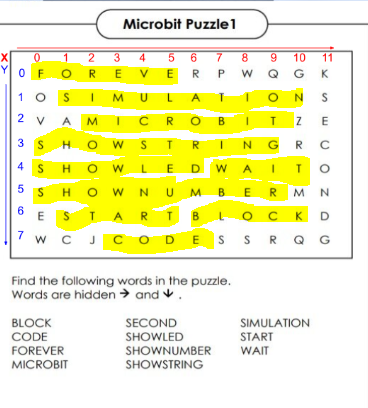 Microbit Puzzle1
X 0 1 2 3 4 5 6 7 8 9 10 11
Y
0 F O R E V E R P W Q G K
1 O S I M U L A T I O N S
2 V A M I C R O B I T Z E
3 S H O W S T R I N G R C
4 S H O W L E D W A I T O
5 S H O W N U M B E R M N
6 E S T A R T B L O C K D
7 W C J C O D E S S R Q G
Find the following words in the puzzle.
Words are hidden → and ↓ .
BLOCK SECOND SIMULATION
CODE SHOWLED START
FOREVER SHOWNUMBER WAIT
MICROBIT SHOWSTRING